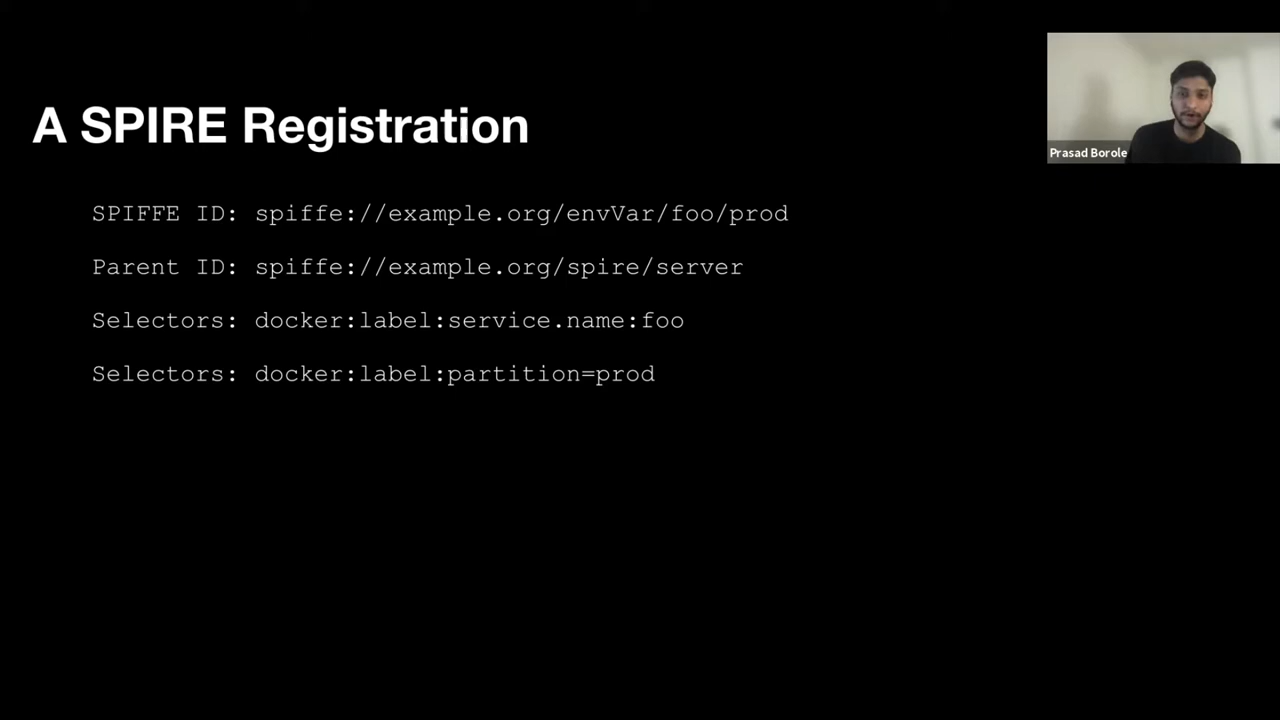 A SPIRE Registration
SPIFFE ID: spiffe://example.org/envVar/foo/prod
Parent ID: spiffe://example.org/spire/server
Selectors: docker:label:service.name:foo
Selectors: docker:label:partition=prod
Prasad Borole